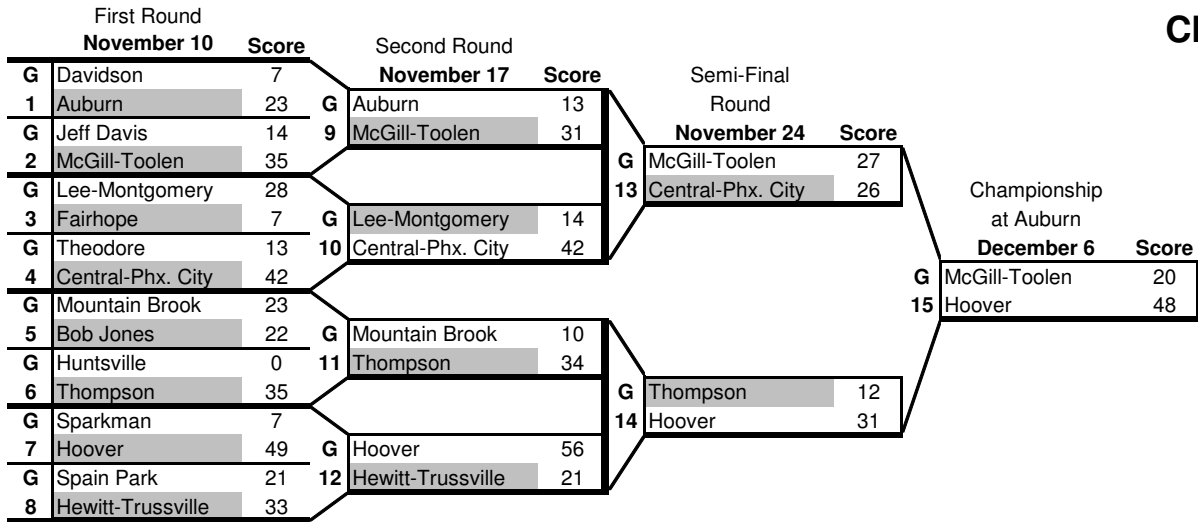 First Round
November 10 Score
G Davidson 7
1 Auburn 23
G Jeff Davis 14
2 McGill-Toolen 35
G Lee-Montgomery 28
3 Fairhope 7
G Theodore 13
4 Central-Phx. City 42
G Mountain Brook 23
5 Bob Jones 22
G Huntsville 0
6 Thompson 35
G Sparkman 7
7 Hoover 49
G Spain Park 21
8 Hewitt-Trussville 33
Second Round
November 17 Score
G Auburn 13
9 McGill-Toolen 31
G Lee-Montgomery 14
10 Central-Phx. City 42
G Mountain Brook 10
11 Thompson 34
G Hoover 56
12 Hewitt-Trussville 21
Semi-Final
Round
November 24 Score
G McGill-Toolen 27
13 Central-Phx. City 26
G Thompson 12
14 Hoover 31
Championship
at Auburn
December 6 Score
G McGill-Toolen 20
15 Hoover 48